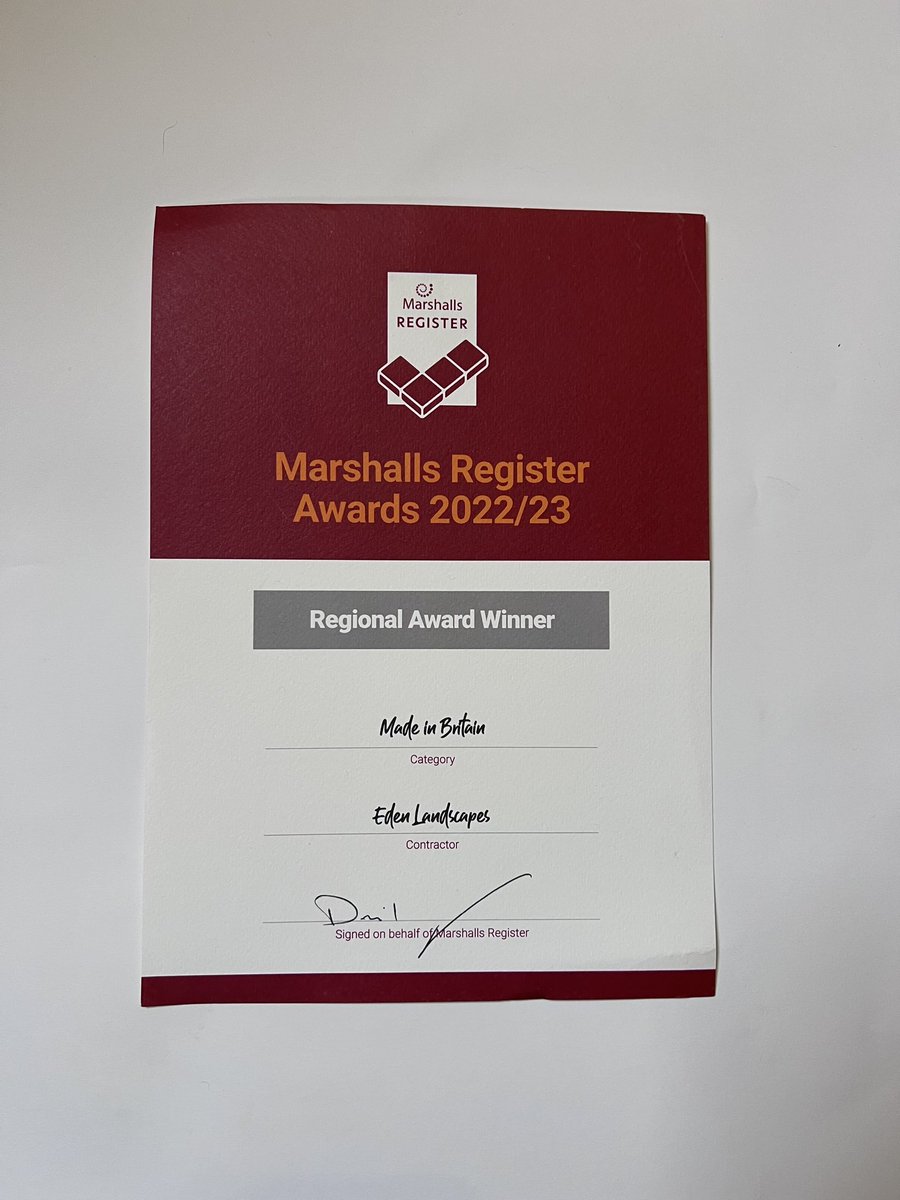 Marshalls
REGISTER
Marshalls Register
Awards 2022/23
Regional Award Winner
Made in Britain
Category
Eden Landscapes
Contractor
Signed on behalf of Marshalls Register